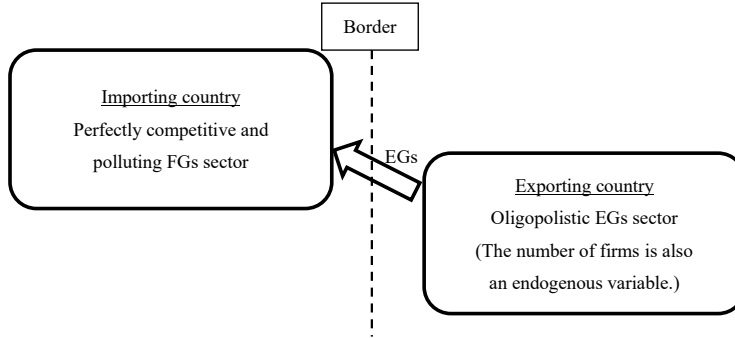 Border
Importing country
Perfectly competitive and
polluting FGs sector
EGs
Exporting country
Oligopolistic EGs sector
(The number of firms is also
an endogenous variable.)